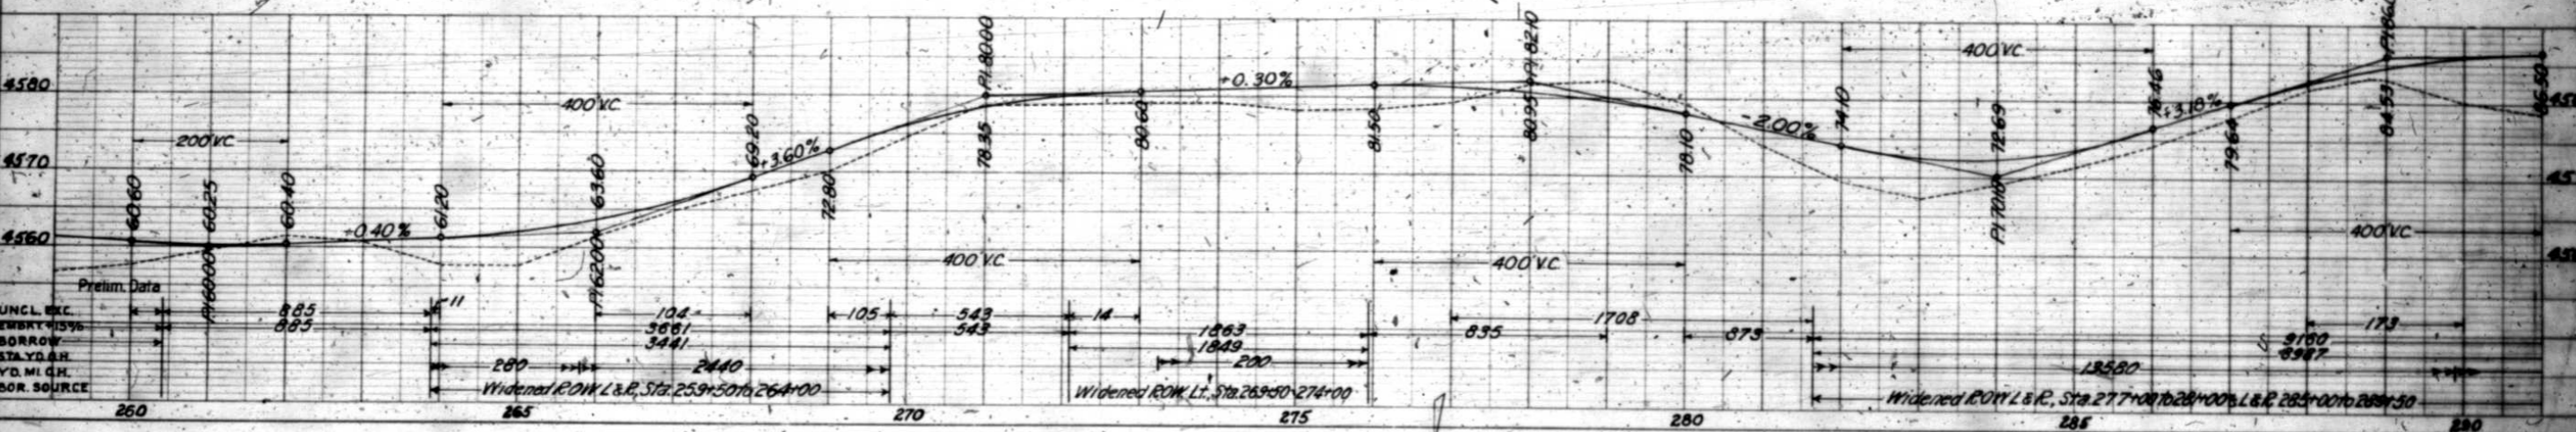 4580
4570
4560
200'V.C.
60.60
P.I. 60.00
60.25
60.40
+0.40%
61.20
400'V.C.
P.I. 62.00
63.60
69.20
+3.60%
72.80
P.I. 80.00
78.35
400'V.C.
80.60
+0.30%
81.50
P.I. 82.10
80.95
400'V.C.
78.10
-2.00%
74.10
400'V.C.
72.69
P.I. 70.10
76.46
+3.18%
79.64
84.53
400'V.C.
86.50
Prelim. Data
UNCL. EXC.
EMBKT.+15%
BORROW
STA. YD. O.H.
YD. MI. O.H.
BOR. SOURCE
885
885
11
104
105
543
14
1708
173
3661
543
1863
835
873
9160
3441
1849
8987
280
2440
200
13580
Widened R.O.W. L.&R., Sta. 259+50 to 264+00
Widened R.O.W. Lt., Sta. 269+50-274+00
Widened R.O.W. L.&R., Sta. 277+00 to 281+00 & L.&R. 285+00 to 289+50
260
265
270
275
280
285
290